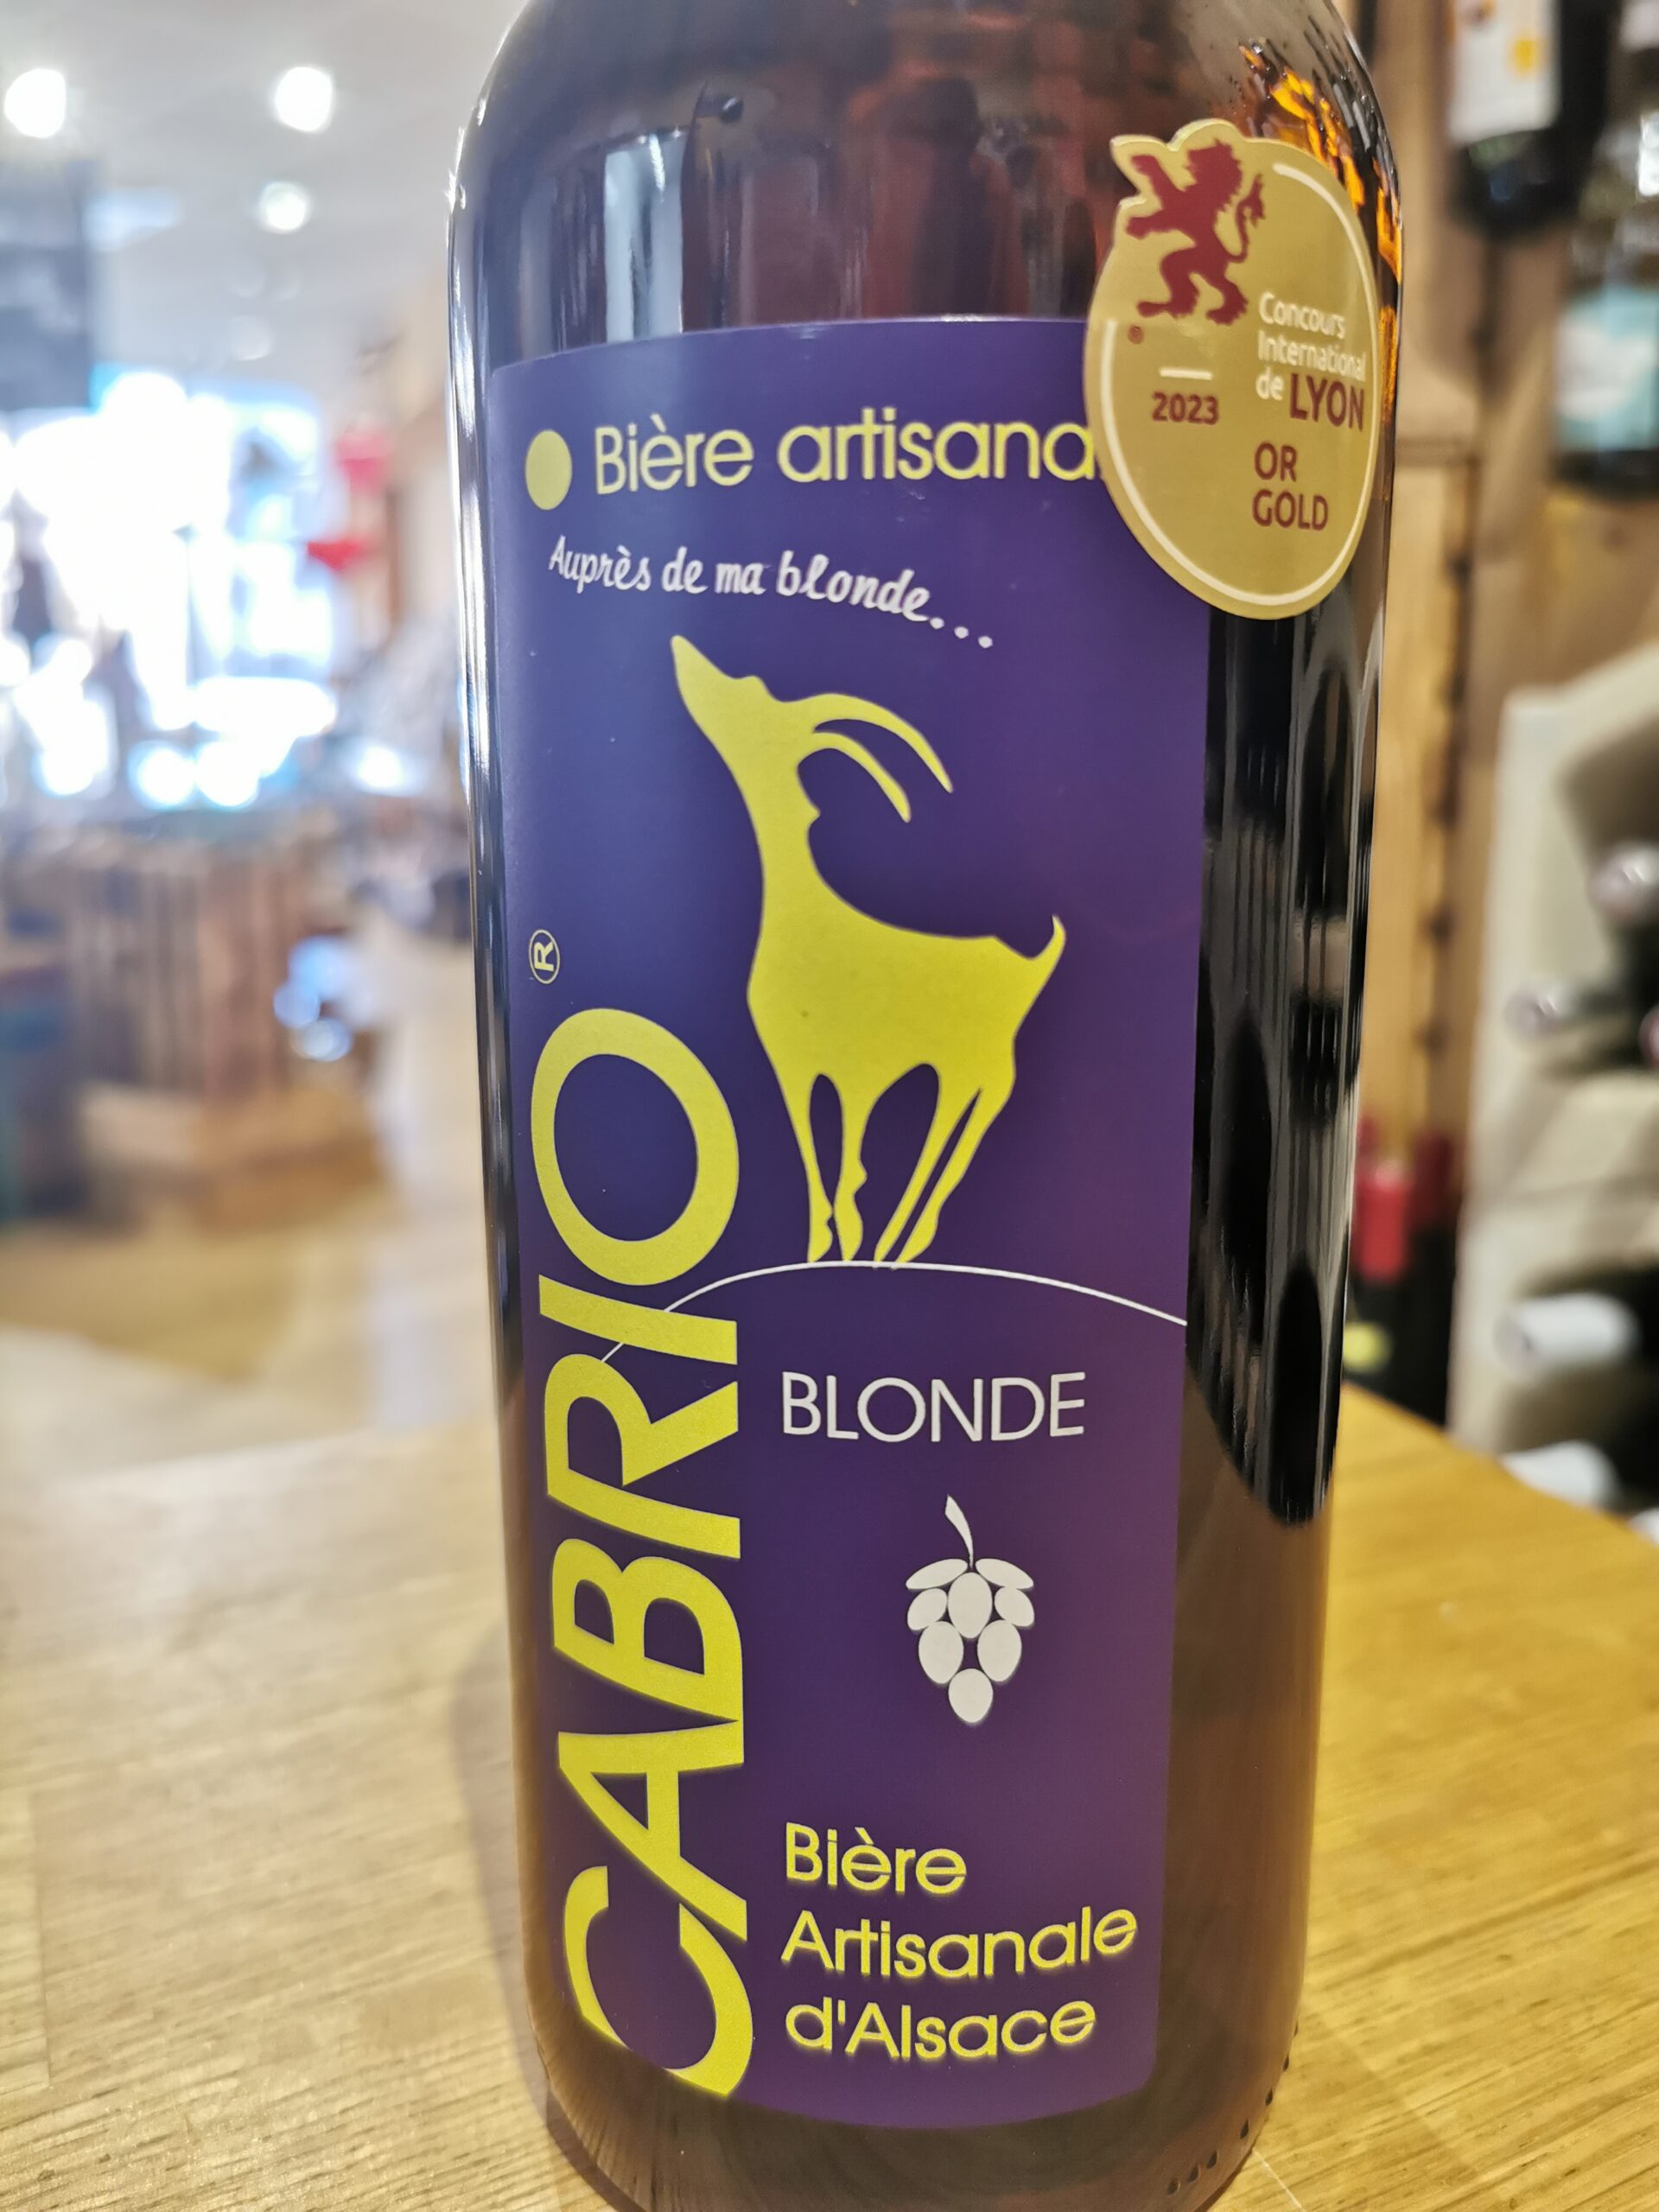 Bière artisana
Auprès de ma blonde...
CABRIO®
BLONDE
Bière
Artisanale
d'Alsace
Concours
International
de LYON
2023
OR
GOLD
®